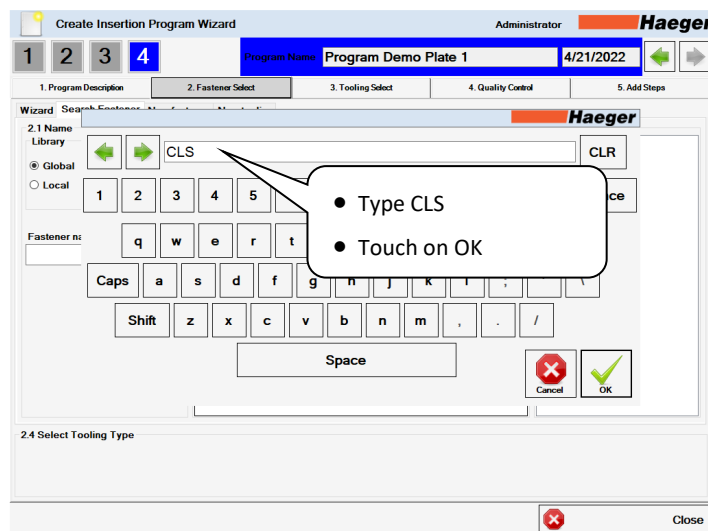 Create Insertion Program Wizard Administrator Haeger
1 2 3 4 Program Name Program Demo Plate 1 4/21/2022
1. Program Description 2. Fastener Select 3. Tooling Select 4. Quality Control 5. Add Steps
Wizard
2.1 Name Haeger
Library
CLS CLR
Global
Local
1 2 3 4 5
• Type CLS
Fastener na
q w e r t
• Touch on OK
Caps a s d f g h j k l ; ' \
Shift z x c v b n m , . /
Space
Cancel OK
2.4 Select Tooling Type
Close